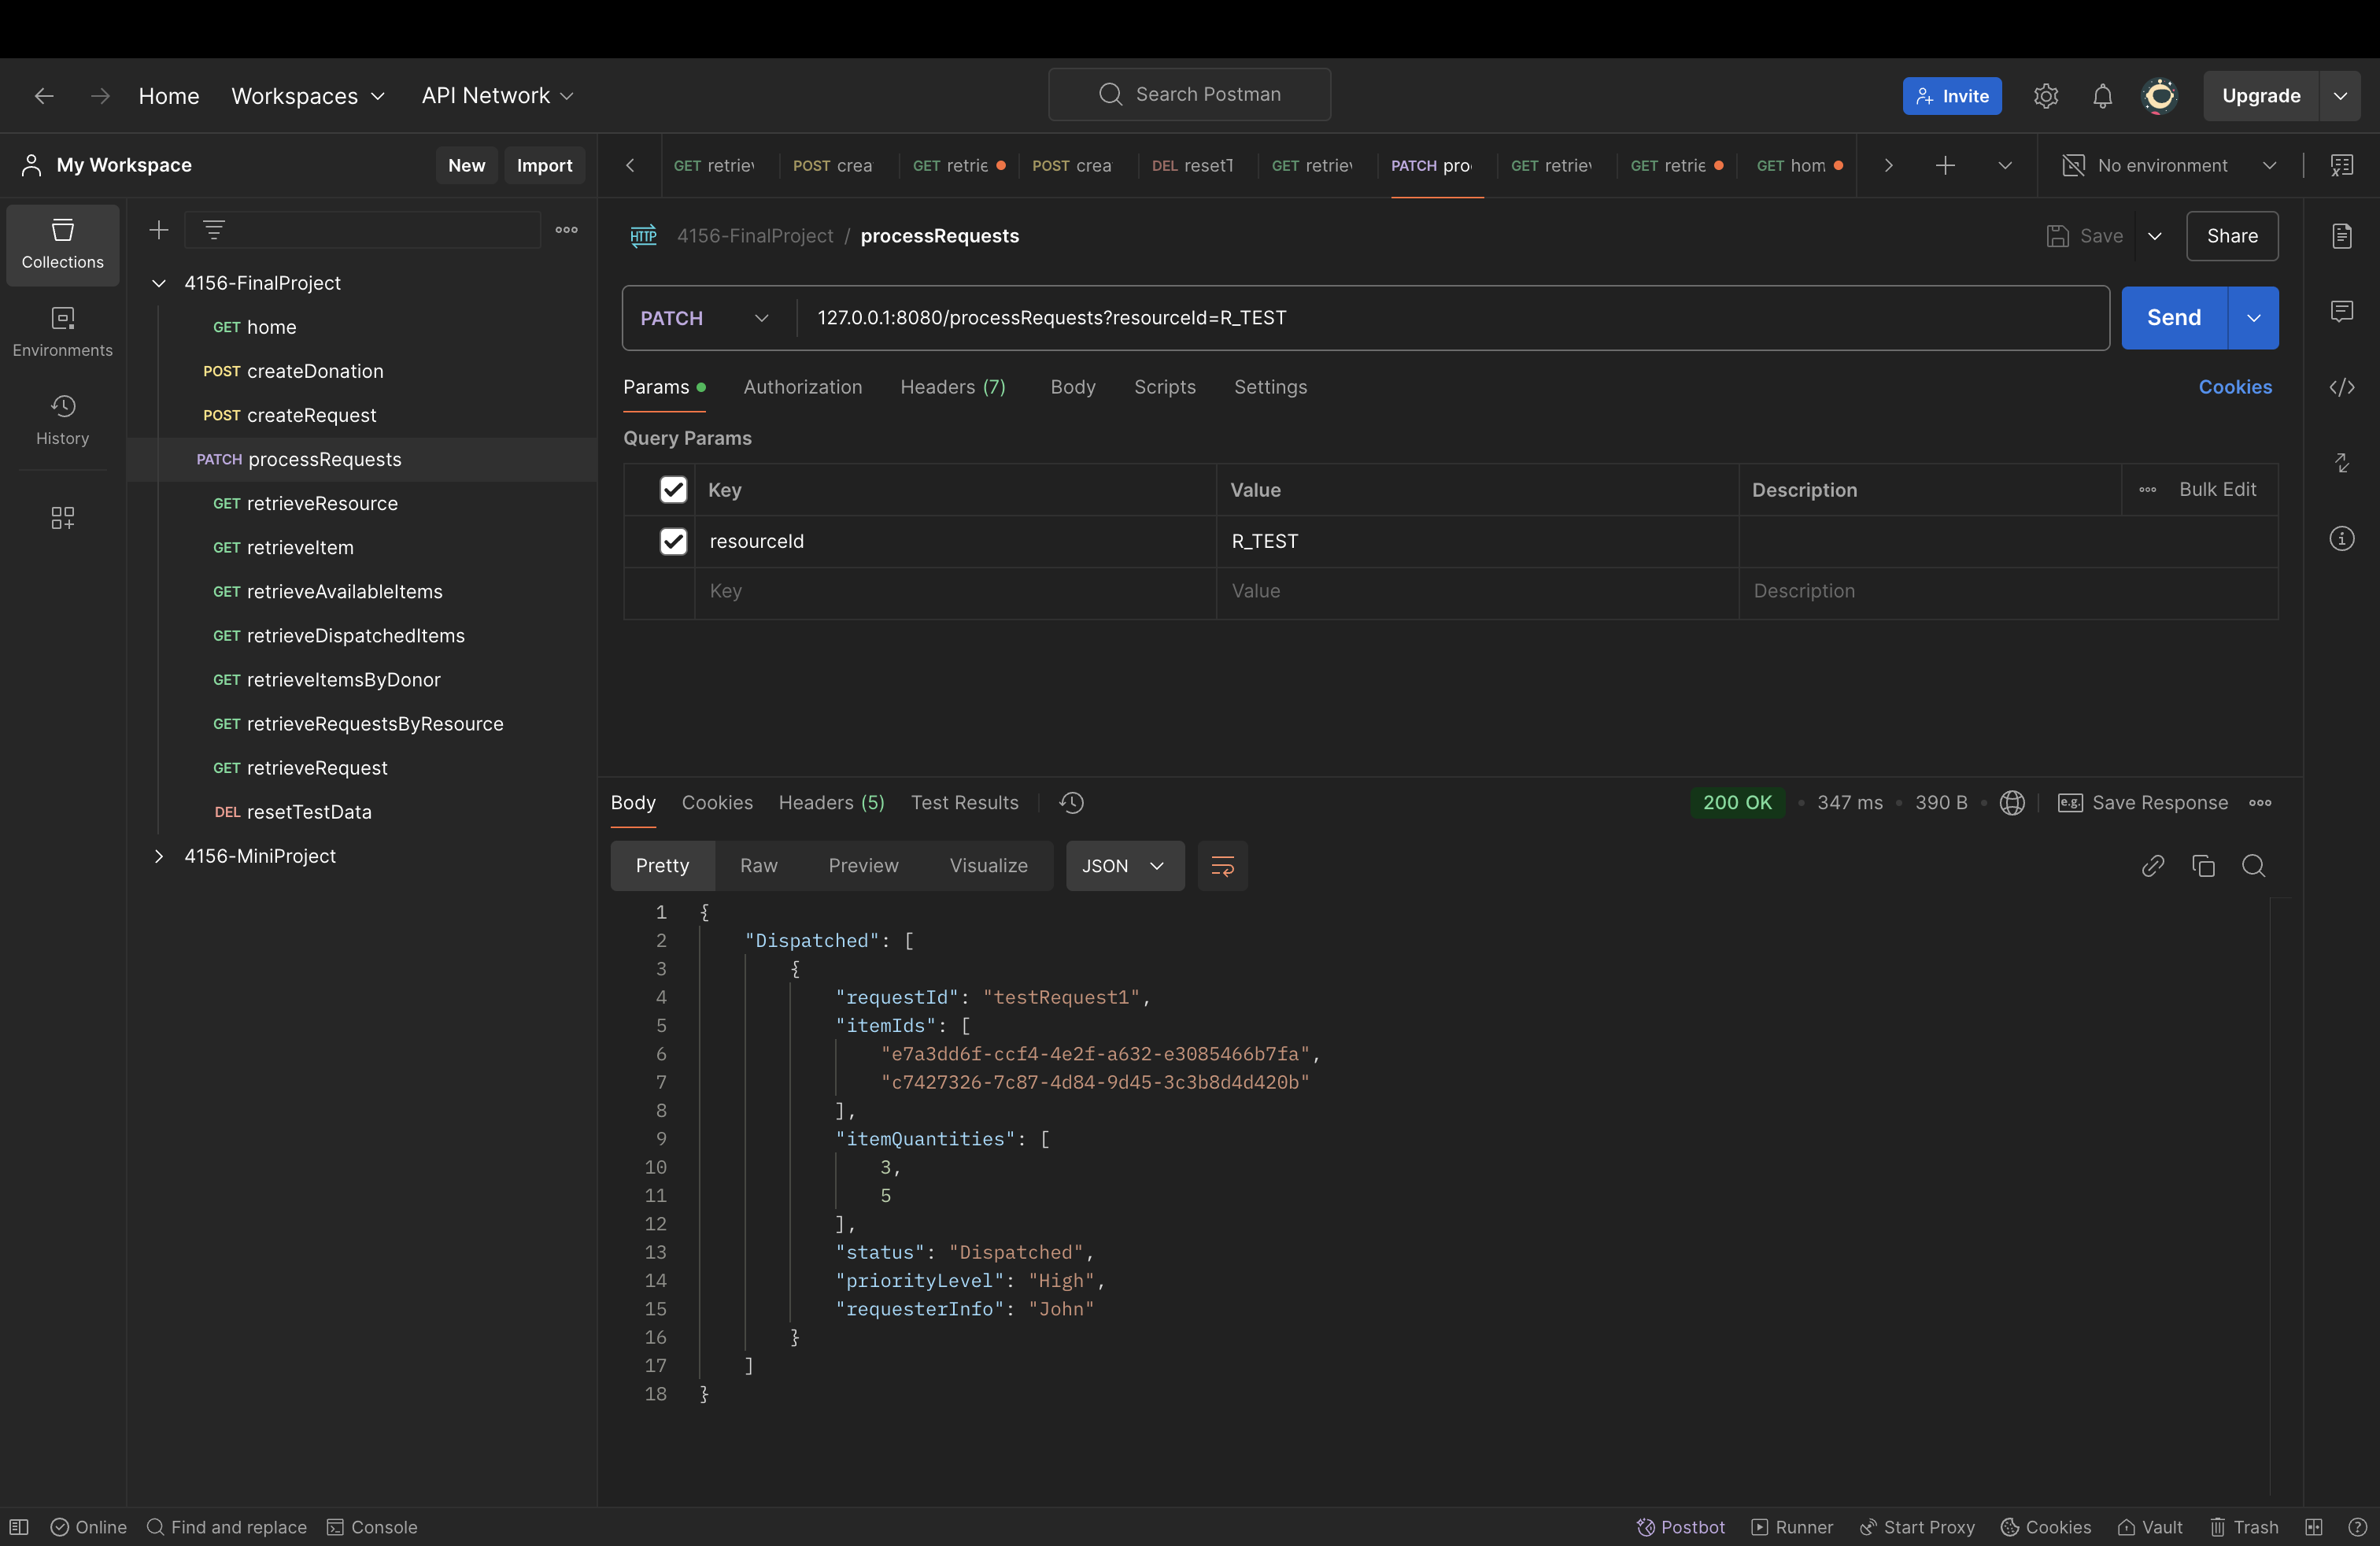 Home Workspaces API Network Search Postman Invite Upgrade
My Workspace New Import
GET retriev POST crea GET retrie POST crea DEL resetT GET retriev PATCH pro GET retriev GET retrie GET hom No environment
Collections
Environments
History
4156-FinalProject
GET home
POST createDonation
POST createRequest
PATCH processRequests
GET retrieveResource
GET retrieveItem
GET retrieveAvailableItems
GET retrieveDispatchedItems
GET retrieveItemsByDonor
GET retrieveRequestsByResource
GET retrieveRequest
DEL resetTestData
4156-MiniProject
HTTP 4156-FinalProject / processRequests Save Share
PATCH 127.0.0.1:8080/processRequests?resourceId=R_TEST Send
Params Authorization Headers (7) Body Scripts Settings Cookies
Query Params
Key Value Description Bulk Edit
resourceId R_TEST
Key Value Description
Body Cookies Headers (5) Test Results 200 OK 347 ms 390 B e.g. Save Response
Pretty Raw Preview Visualize JSON
1 {
2 "Dispatched": [
3 {
4 "requestId": "testRequest1",
5 "itemIds": [
6 "e7a3dd6f-ccf4-4e2f-a632-e3085466b7fa",
7 "c7427326-7c87-4d84-9d45-3c3b8d4d420b"
8 ],
9 "itemQuantities": [
10 3,
11 5
12 ],
13 "status": "Dispatched",
14 "priorityLevel": "High",
15 "requesterInfo": "John"
16 }
17 ]
18 }
Online Find and replace Console Postbot Runner Start Proxy Cookies Vault Trash